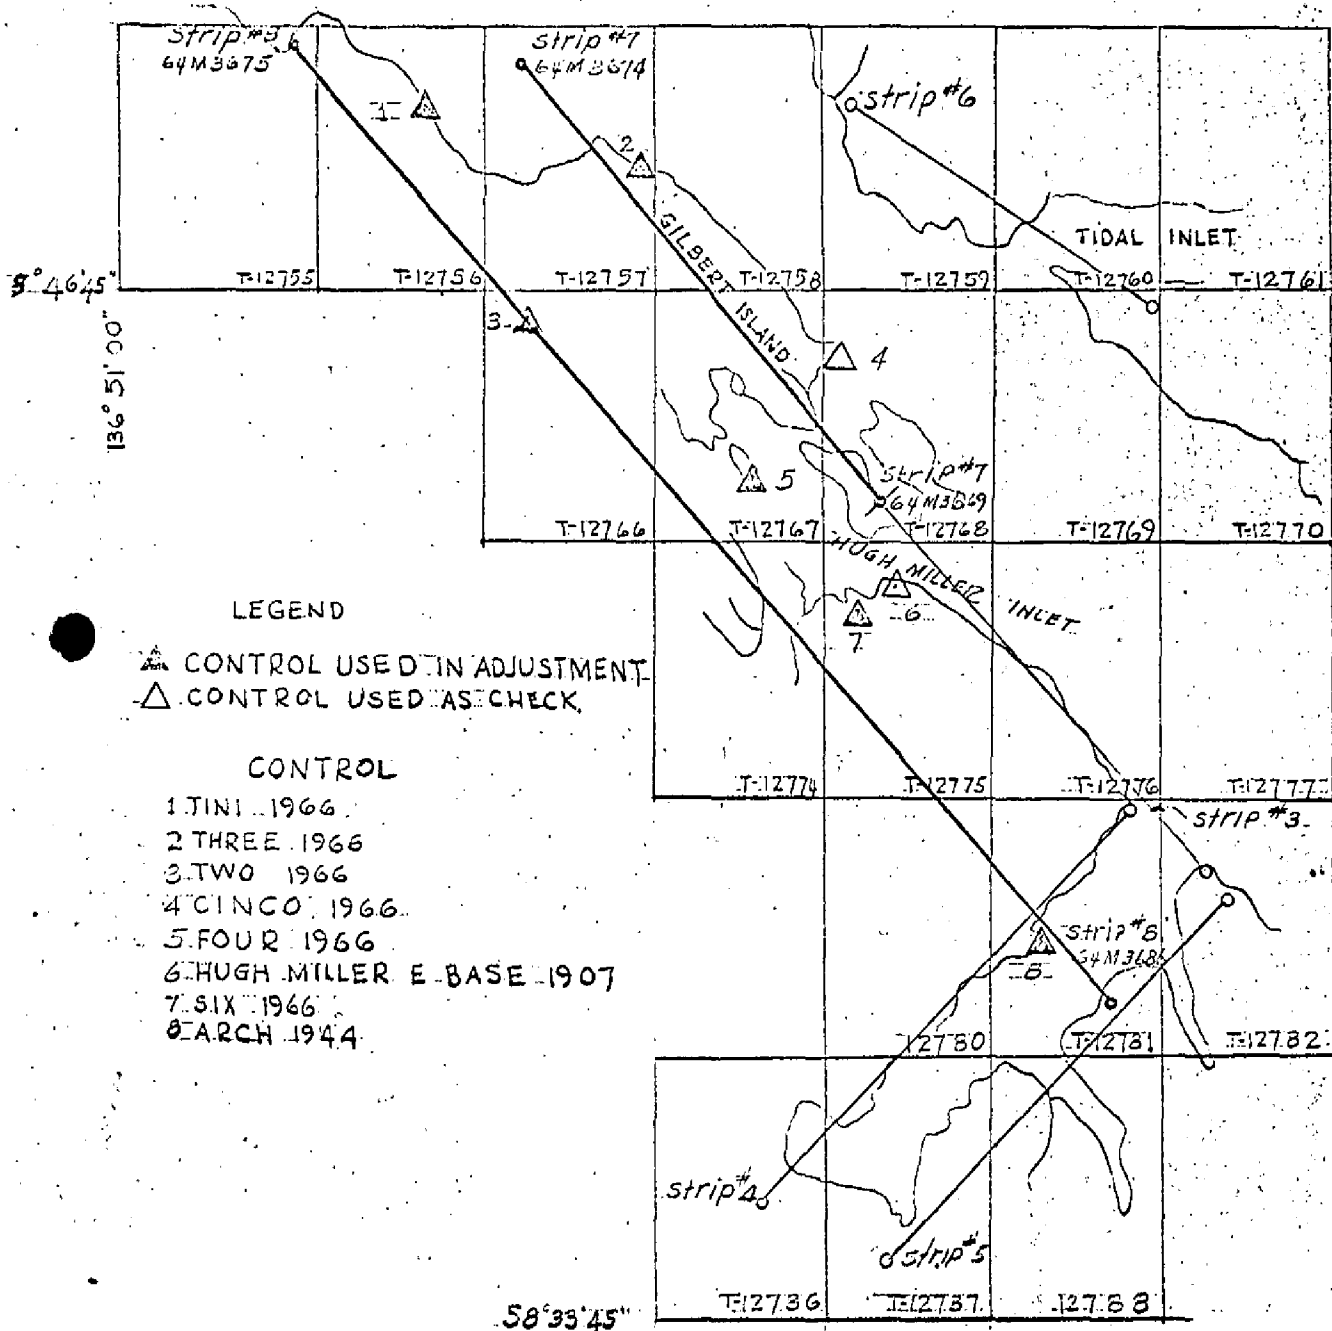 strip #8
64M3675
strip #7
64M3674
strip #6
1
2
TIDAL INLET
GILBERT ISLAND
T-12755
T-12756
T-12757
T-12758
T-12759
T-12760
T-12761
8° 46'45"
136° 51' 00"
3
4
5
strip #7
64M3669
T-12766
T-12767
T-12768
T-12769
T-12770
HUGH MILLER INLET
6
7
LEGEND
CONTROL USED IN ADJUSTMENT
CONTROL USED AS CHECK
CONTROL
1 TINI 1966
2 THREE 1966
3 TWO 1966
4 CINCO 1966
5 FOUR 1966
6 HUGH MILLER E BASE 1907
7 SIX 1966
8 ARCH 1944
T-12774
T-12775
T-12776
T-12777
strip #3
strip #8
64M368
8
12780
T-12781
T-12782
strip #4
strip #5
T-12736
T-12737
12788
58°33'45"